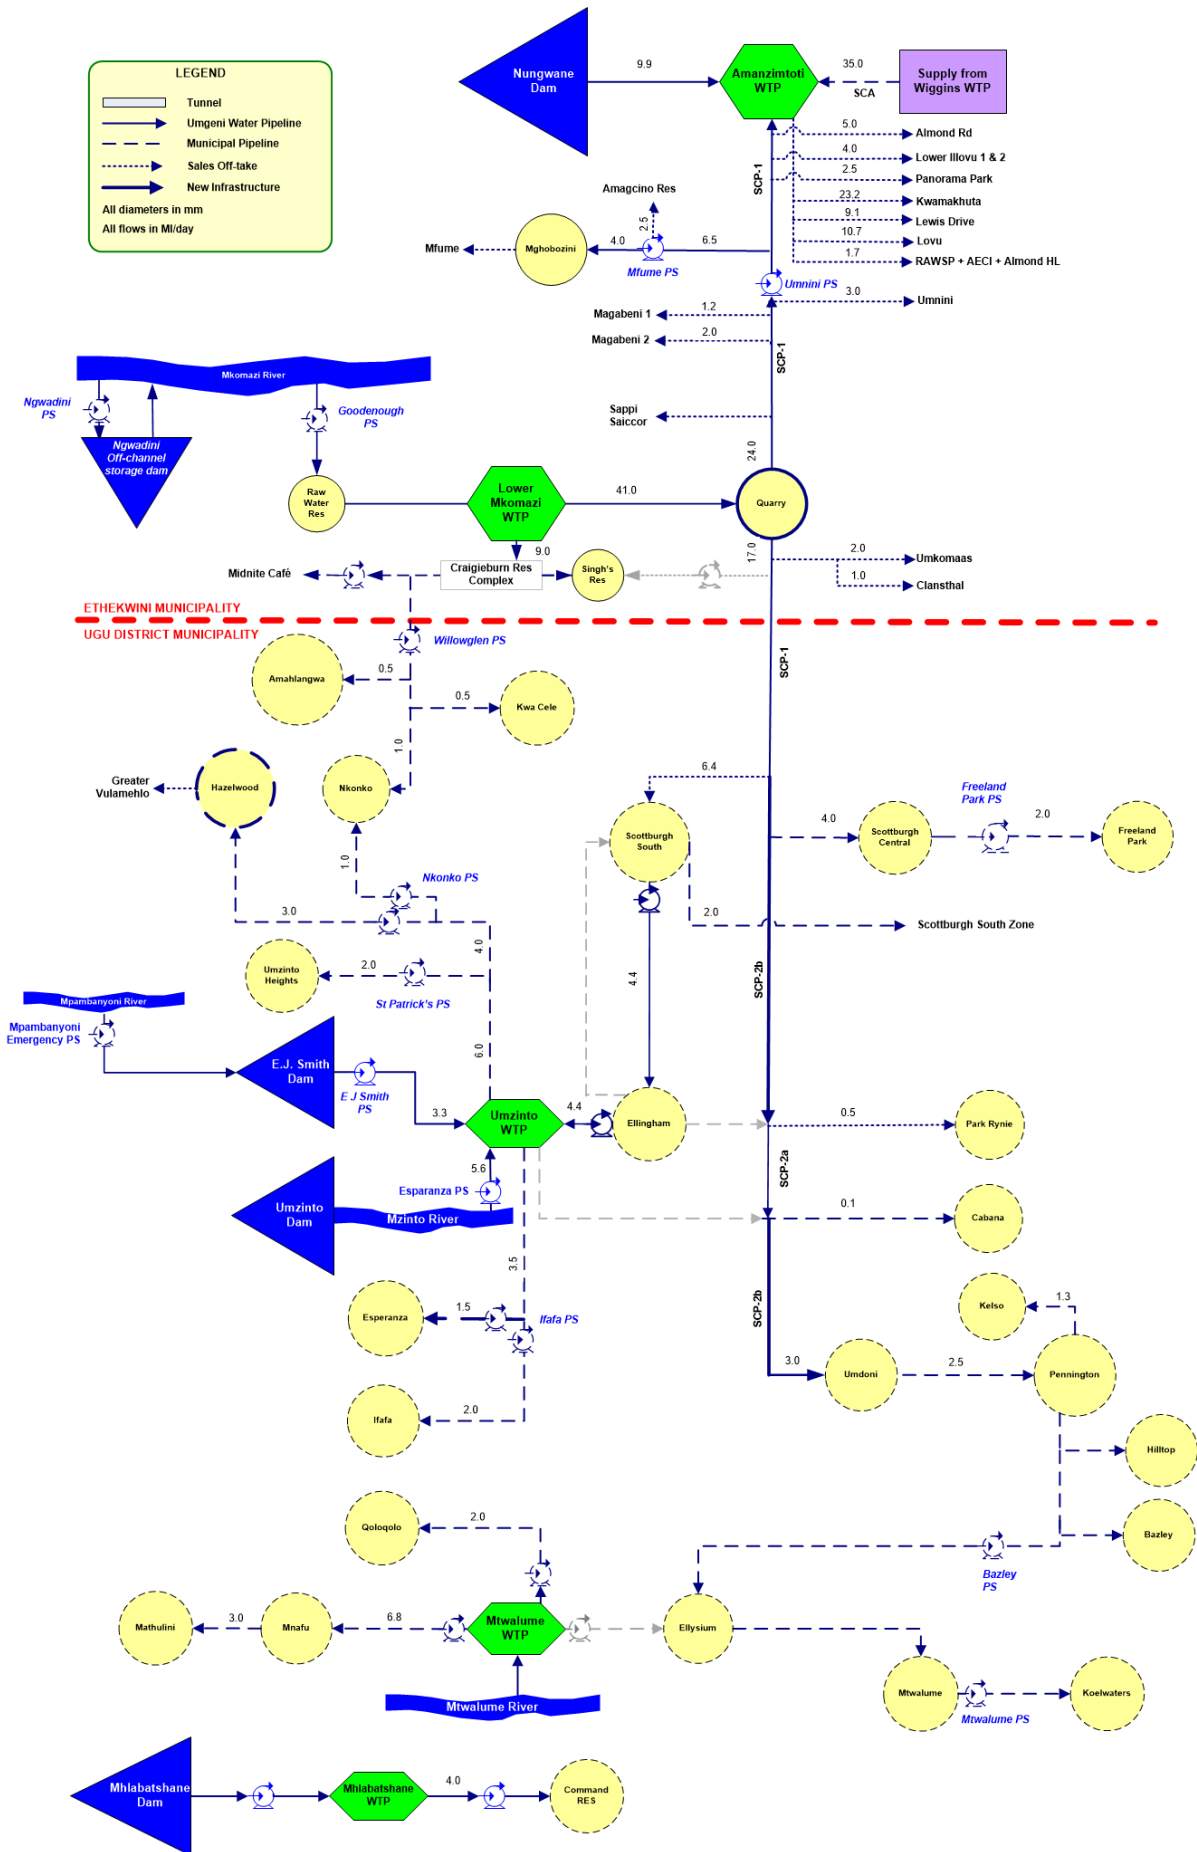 LEGEND
Tunnel
Umgeni Water Pipeline
Municipal Pipeline
Sales Off-take
New Infrastructure
All diameters in mm
All flows in Ml/day
Nungwane
Dam
9.9
Amanzimtoti
WTP
35.0
SCA
Supply from
Wiggins WTP
5.0
Almond Rd
4.0
Lower Illovu 1 & 2
2.5
Panorama Park
23.2
Kwamakhuta
9.1
Lewis Drive
10.7
Lovu
1.7
RAWSP + AECI + Almond HL
SCP-1
Amagcino Res
2.5
Mfume
Mghobozini
4.0
6.5
Mfume PS
Umnini PS
3.0
Umnini
Magabeni 1
1.2
Magabeni 2
2.0
SCP-1
Mkomazi River
Ngwadini
PS
Goodenough
PS
Ngwadini
Off-channel
storage dam
Sappi
Saiccor
24.0
Raw
Water
Res
Lower
Mkomazi
WTP
41.0
Quarry
17.0
9.0
Midnite Café
Craigieburn Res
Complex
Singh's
Res
2.0
Umkomaas
1.0
Clansthal
ETHEKWINI MUNICIPALITY
UGU DISTRICT MUNICIPALITY
Willowglen PS
SCP-1
Amahlangwa
0.5
0.5
Kwa Cele
1.0
Greater
Vulamehlo
Hazelwood
Nkonko
6.4
Freeland
Park PS
Scottburgh
South
4.0
Scottburgh
Central
2.0
Freeland
Park
1.0
Nkonko PS
3.0
2.0
Scottburgh South Zone
4.0
Umzinto
Heights
2.0
St Patrick's PS
4.4
SCP-2b
Mpambanyoni River
Mpambanyoni
Emergency PS
6.0
E.J. Smith
Dam
E J Smith
PS
3.3
Umzinto
WTP
4.4
Ellingham
0.5
Park Rynie
5.6
Esparanza PS
SCP-2a
Umzinto
Dam
Mzinto River
0.1
Cabana
3.5
Esperanza
1.5
Ifafa PS
SCP-2b
Kelso
1.3
3.0
Umdoni
2.5
Pennington
Ifafa
2.0
Hilltop
Qoloqolo
2.0
Bazley
Bazley
PS
Mathulini
3.0
Mnafu
6.8
Mtwalume
WTP
Ellysium
Mtwalume River
Mtwalume
Mtwalume PS
Koelwaters
Mhlabatshane
Dam
Mhlabatshane
WTP
4.0
Command
RES